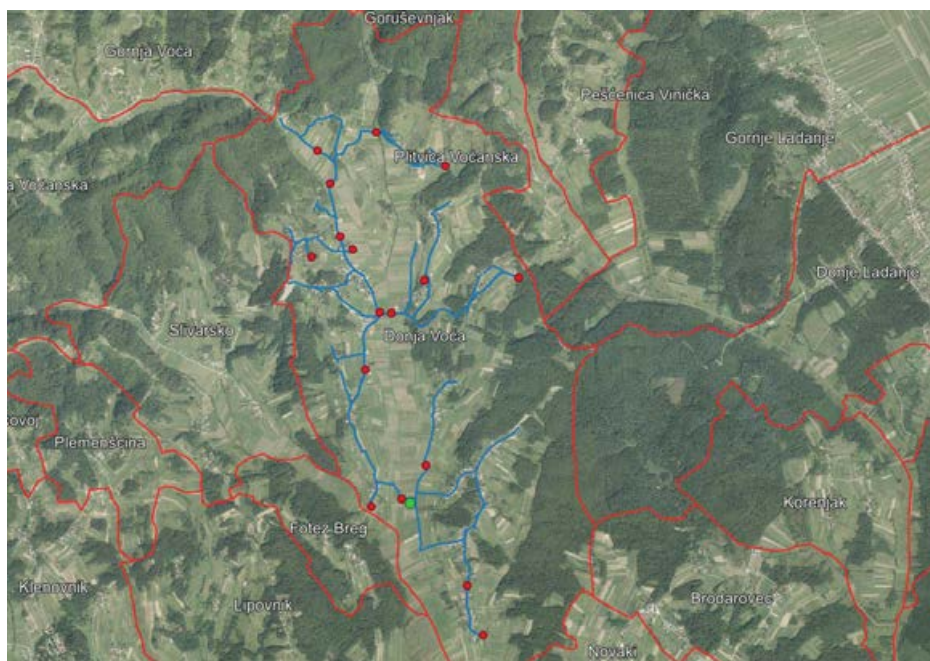 Goruševnjak
Gornja Voća
Pešćenica Vinička
Gornje Ladanje
Plitvica Voćanska
a Voćanska
Donje Ladanje
Slivarsko
Donja Voća
ovoj
Plemenšćina
Korenjak
Fotez Breg
Klenovnik
Lipovnik
Brodarovec
Novaki